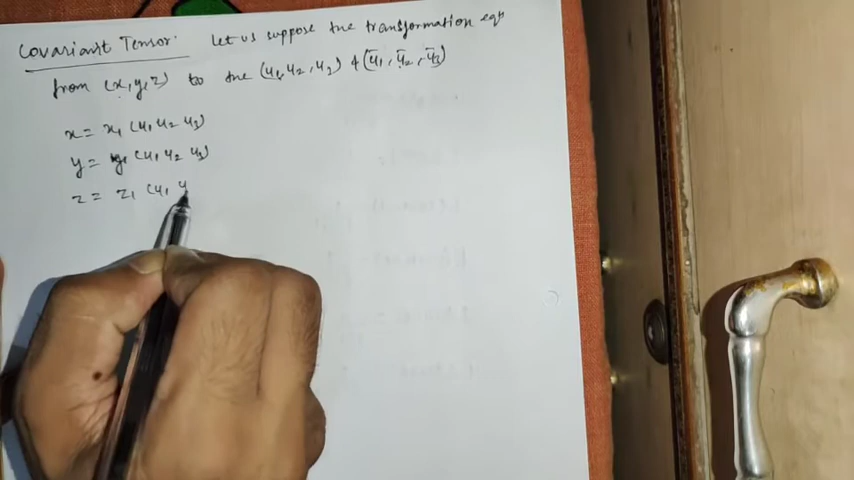 Covariant Tensor. Let us suppose the transformation eqⁿ
from (x,y,z) to the (u₁,u₂,u₃) & (ū₁,ū₂,ū₃)
x = x₁ (u₁ u₂ u₃)
y = y₁ (u₁ u₂ u₃)
z = z₁ (u₁ u